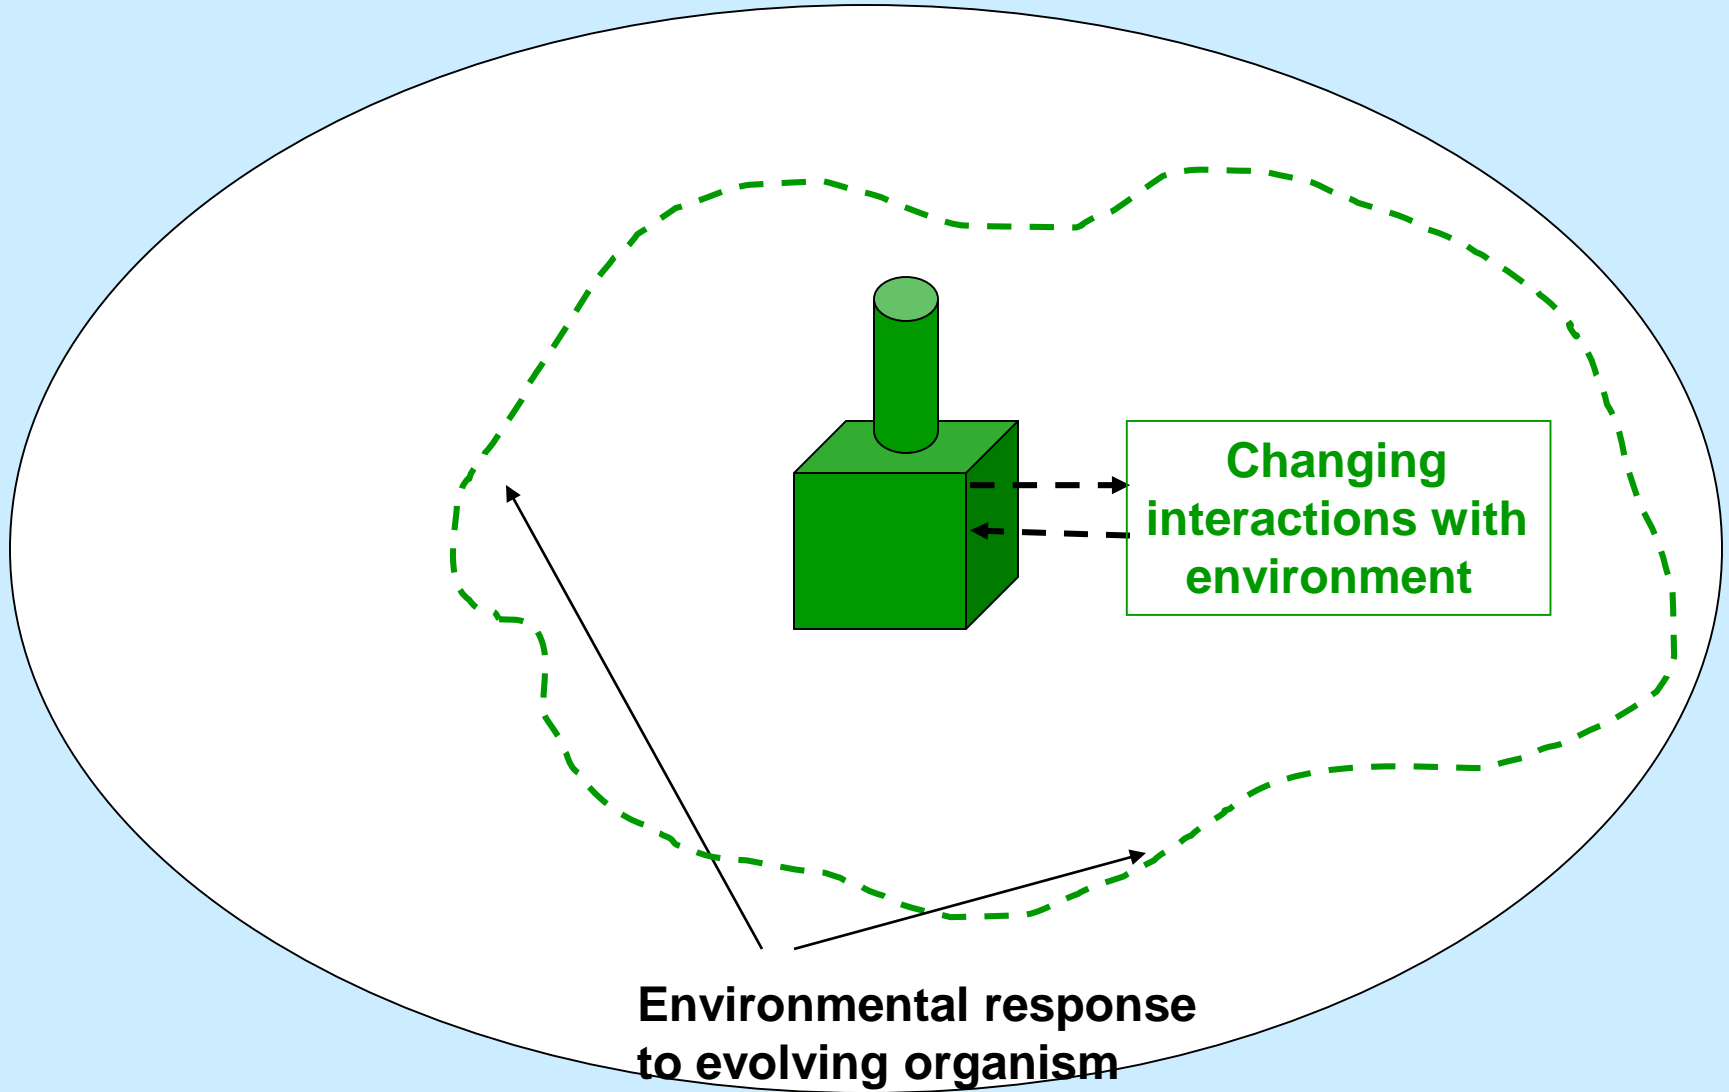 Changing
interactions with
environment
Environmental response
to evolving organism